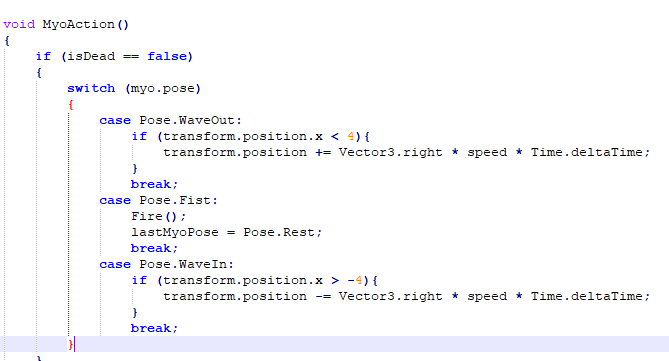 void MyoAction()
{
    if (isDead == false)
    {
        switch (myo.pose)
        {
            case Pose.WaveOut:
                if (transform.position.x < 4){
                    transform.position += Vector3.right * speed * Time.deltaTime;
                }
                break;
            case Pose.Fist:
                Fire();
                lastMyoPose = Pose.Rest;
                break;
            case Pose.WaveIn:
                if (transform.position.x > -4){
                    transform.position -= Vector3.right * speed * Time.deltaTime;
                }
                break;
        }
    }